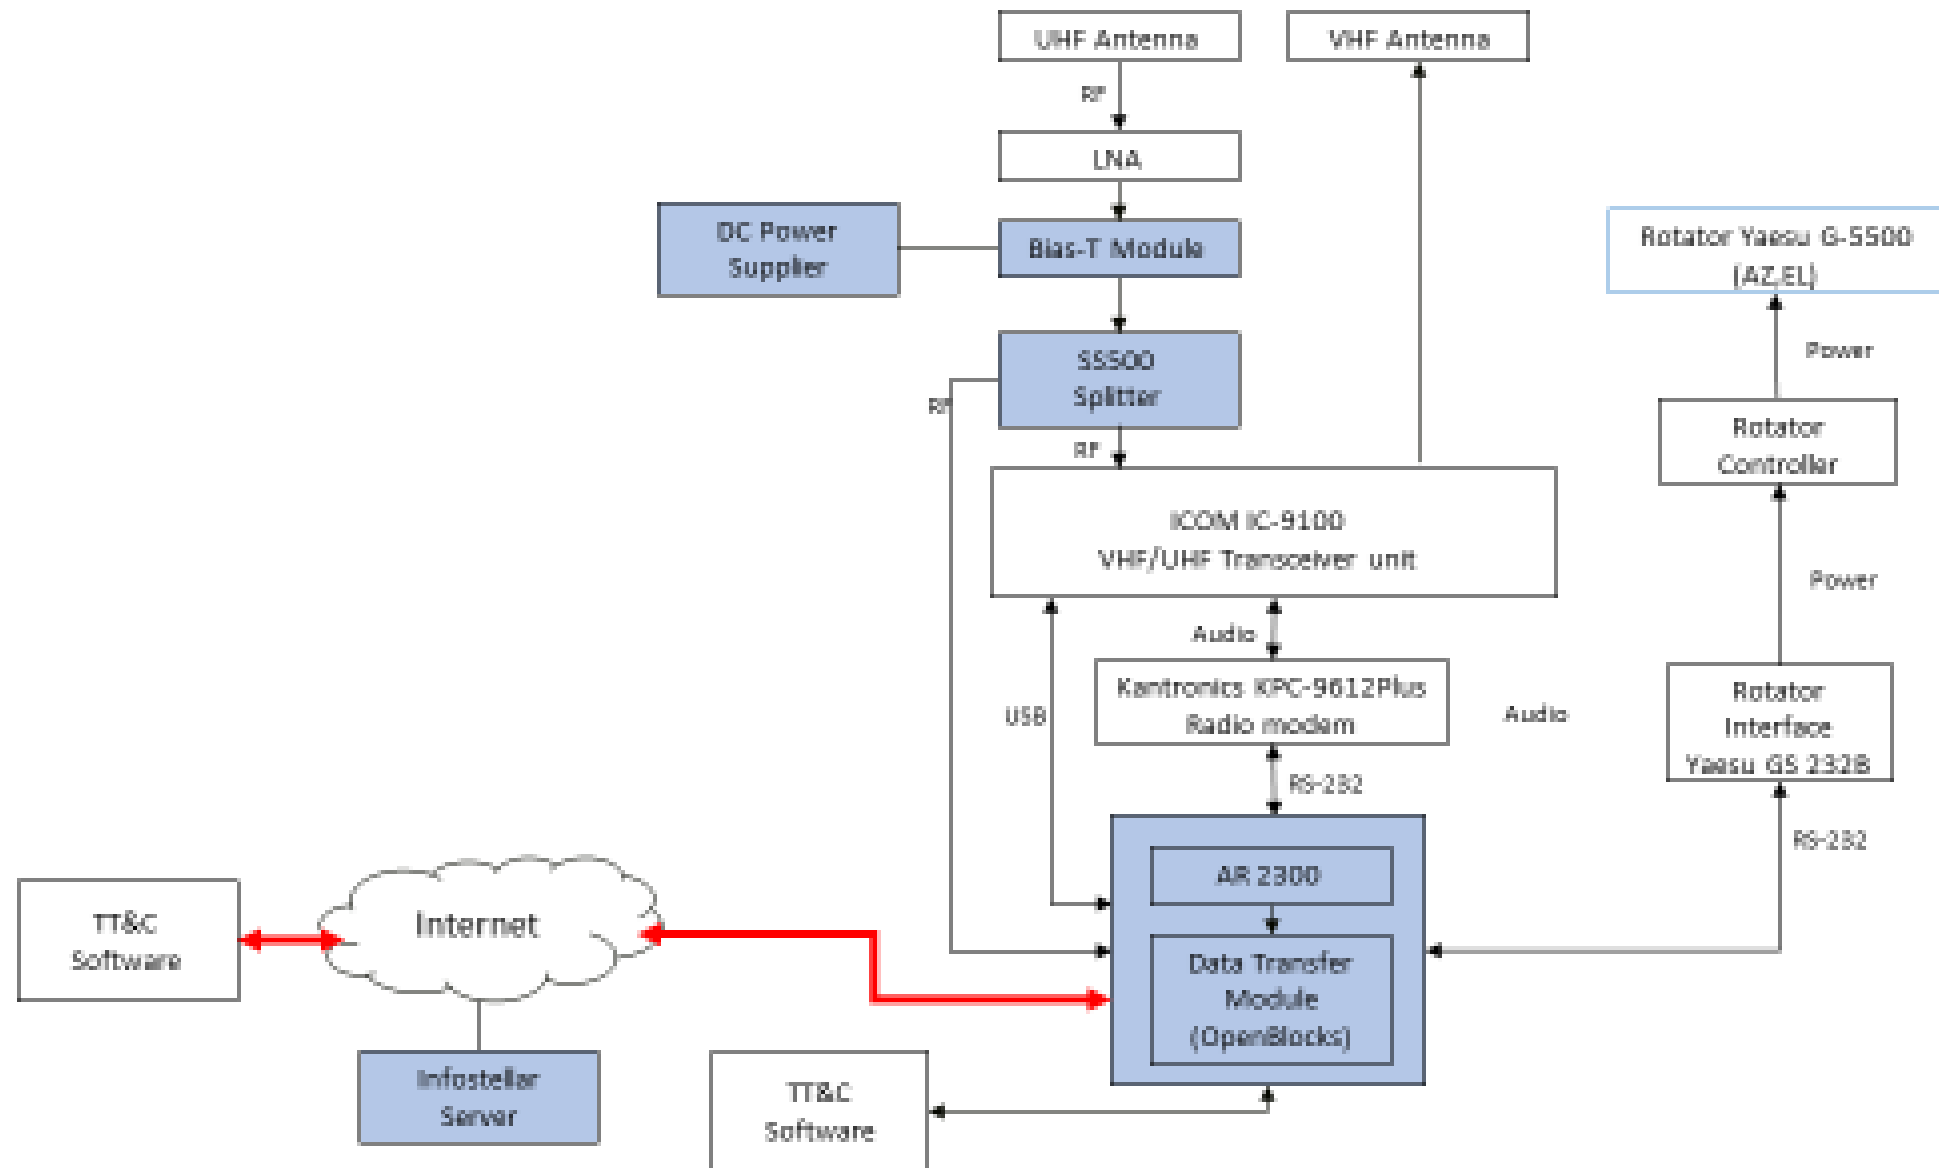 UHF Antenna
VHF Antenna
RF
LNA
DC Power
Supplier
Bias-T Module
Rotator Yaesu G-5500
(AZ,EL)
Power
SS500
Splitter
RF
RF
Rotator
Controller
ICOM IC-9100
VHF/UHF Transceiver unit
Power
Audio
Kantronics KPC-9612Plus
Radio modem
USB
Audio
Rotator
Interface
Yaesu GS 232B
RS-232
RS-232
AR 2300
TT&C
Software
Internet
Data Transfer
Module
(OpenBlocks)
Infostellar
Server
TT&C
Software